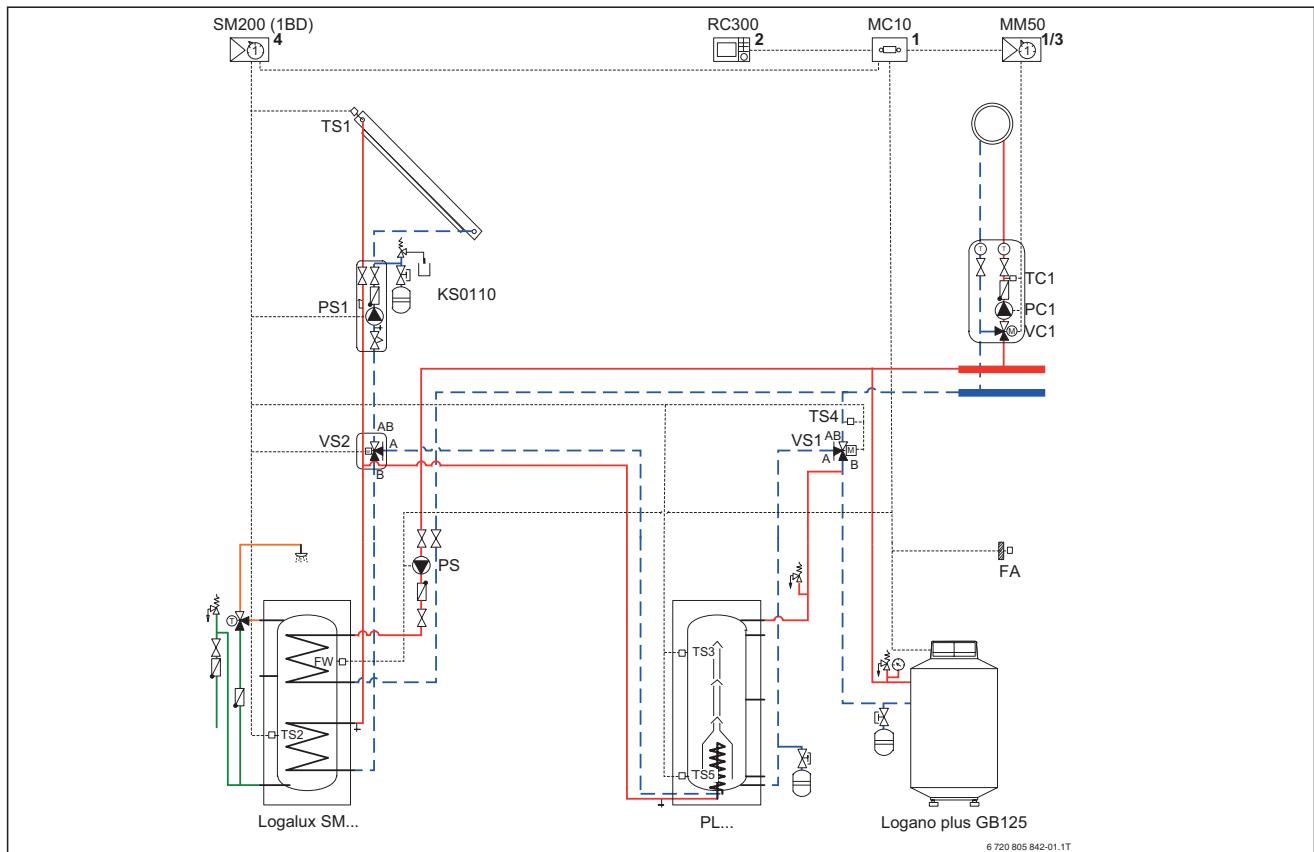 SM200 (1BD)
4
RC300
2
MC10
1
MM50
1/3
1
1
TS1
T
T
TC1
PS1
KS0110
PC1
M
VC1
TS4
AB
VS2
A
B
M
AB
VS1
A
M
B
PS
FA
T
FW
TS3
TS2
TS5
Logalux SM...
PL...
Logano plus GB125
6 720 805 842-01.1T